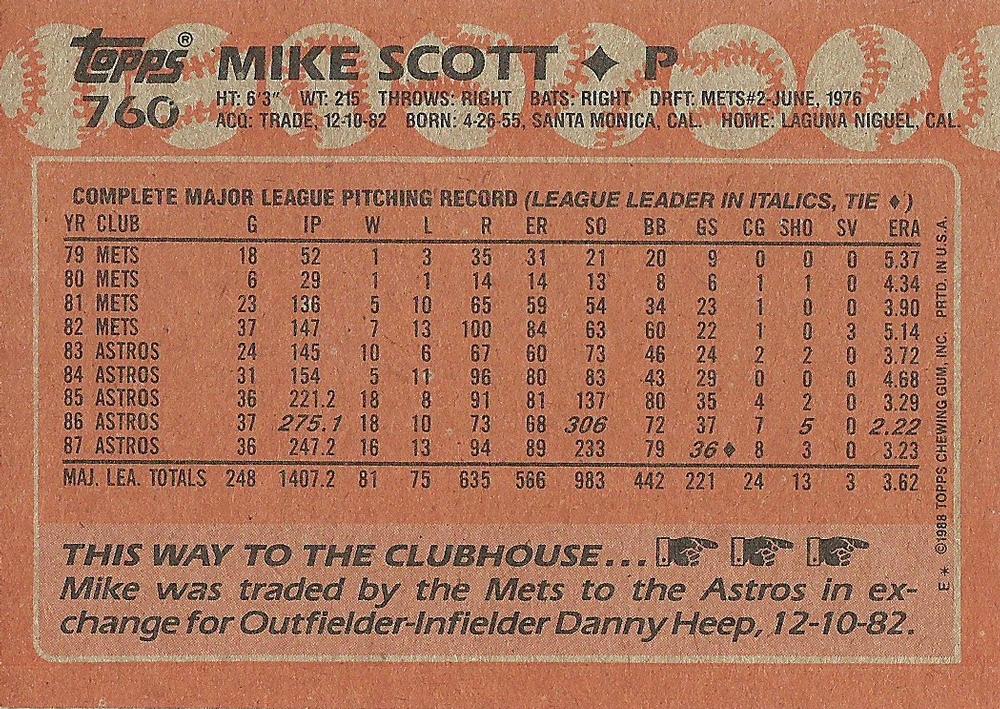 topps® MIKE SCOTT ♦ P
760 HT: 6'3" WT: 215 THROWS: RIGHT BATS: RIGHT DRFT: METS#2-JUNE, 1976
ACQ: TRADE, 12-10-82 BORN: 4-26-55, SANTA MONICA, CAL. HOME: LAGUNA NIGUEL, CAL.
COMPLETE MAJOR LEAGUE PITCHING RECORD (LEAGUE LEADER IN ITALICS, TIE ♦)
YR CLUB G IP W L R ER SO BB GS CG SHO SV ERA
79 METS 18 52 1 3 35 31 21 20 9 0 0 0 5.37
80 METS 6 29 1 1 14 14 13 8 6 1 1 0 4.34
81 METS 23 136 5 10 65 59 54 34 23 1 0 0 3.90
82 METS 37 147 7 13 100 84 63 60 22 1 0 3 5.14
83 ASTROS 24 145 10 6 67 60 73 46 24 2 2 0 3.72
84 ASTROS 31 154 5 11 96 80 83 43 29 0 0 0 4.68
85 ASTROS 36 221.2 18 8 91 81 137 80 35 4 2 0 3.29
86 ASTROS 37 275.1 18 10 73 68 306 72 37 7 5 0 2.22
87 ASTROS 36 247.2 16 13 94 89 233 79 36♦ 8 3 0 3.23
MAJ. LEA. TOTALS 248 1407.2 81 75 635 566 983 442 221 24 13 3 3.62
THIS WAY TO THE CLUBHOUSE...
Mike was traded by the Mets to the Astros in ex-
change for Outfielder-Infielder Danny Heep, 12-10-82.
E * ©1988 TOPPS CHEWING GUM, INC. PRTD. IN U.S.A.